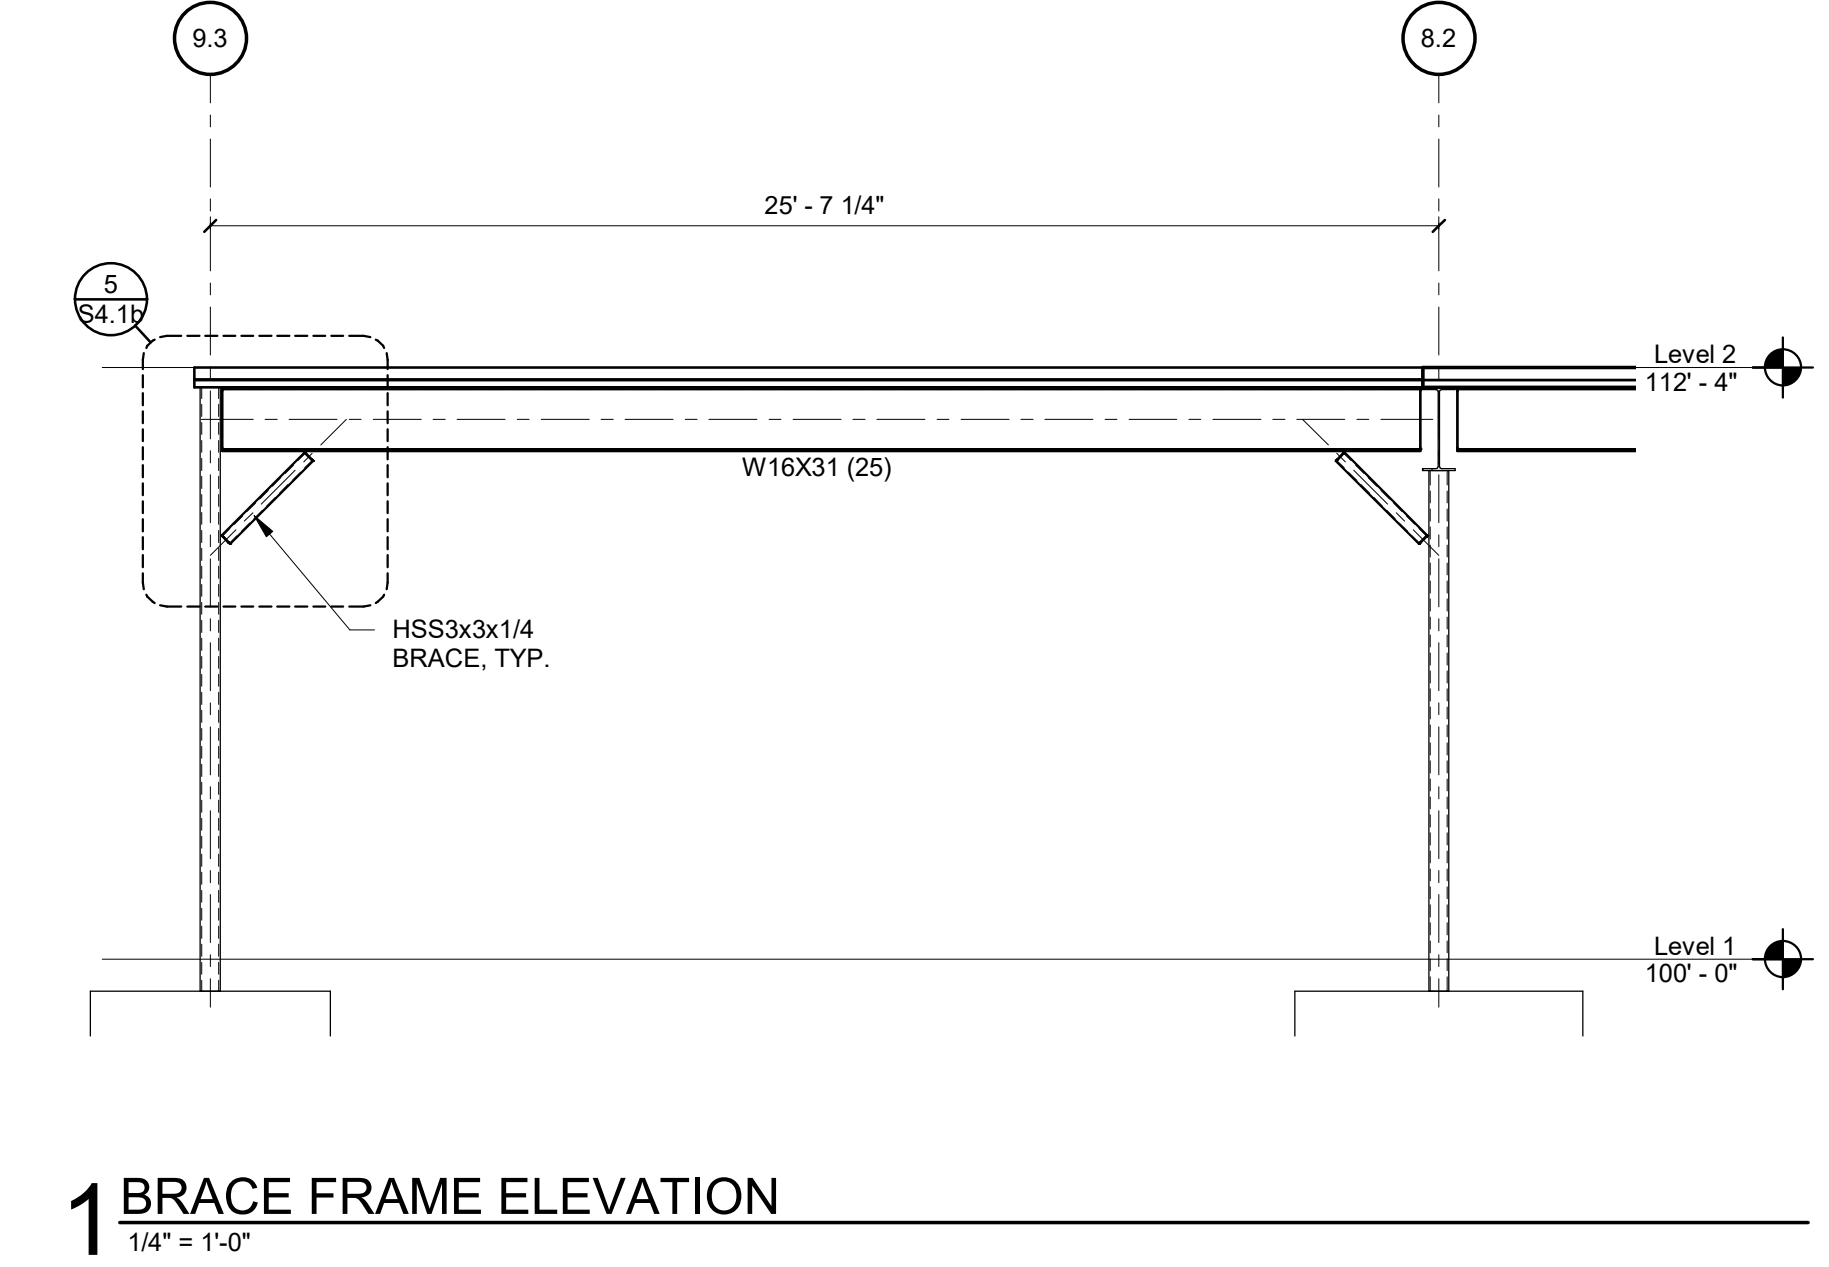 9.3
8.2
25' - 7 1/4"
5
S4.1b
Level 2
112' - 4"
W16X31 (25)
HSS3x3x1/4
BRACE, TYP.
Level 1
100' - 0"
1 BRACE FRAME ELEVATION
1/4" = 1'-0"